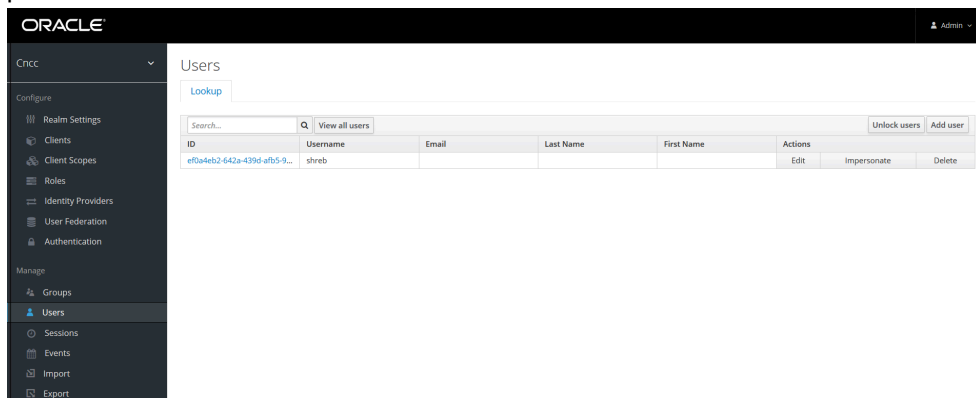 ORACLE
Admin
Cncc
Users
Lookup
Configure
Realm Settings
Clients
Client Scopes
Roles
Identity Providers
User Federation
Authentication
Manage
Groups
Users
Sessions
Events
Import
Export
Search...
View all users
Unlock users
Add user
ID Username Email Last Name First Name Actions
ef0a4eb2-642a-439d-afb5-9... shreb Edit Impersonate Delete